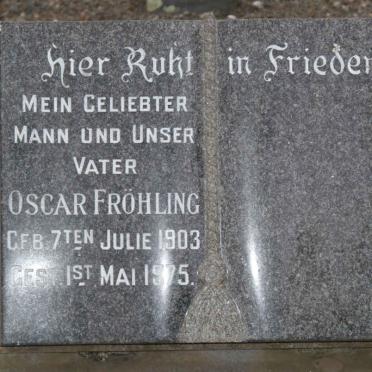 Hier Ruht in Frieden
MEIN GELIEBTER
MANN UND UNSER
VATER
OSCAR FRÖHLING
GEB. 7TEN JULIE 1903
GEST. 1ST MAI 1975.